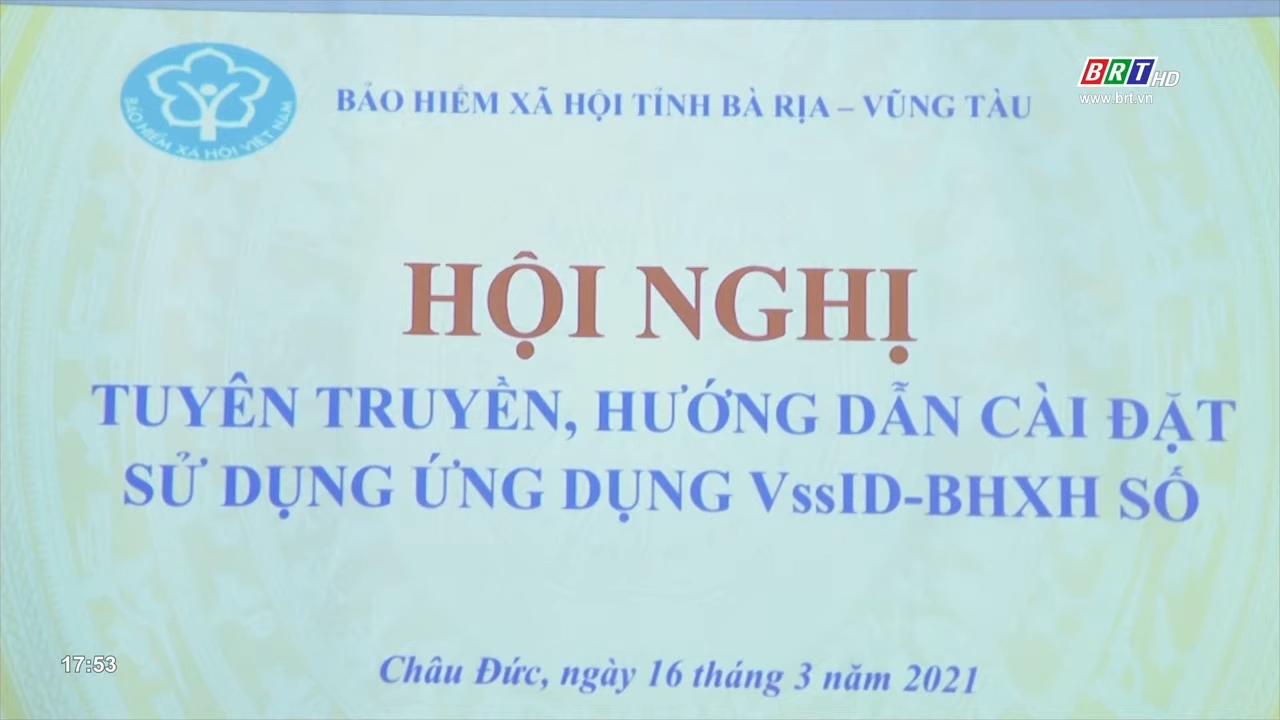 BẢO HIỂM XÃ HỘI VIỆT NAM
BẢO HIỂM XÃ HỘI TỈNH BÀ RỊA – VŨNG TÀU
BRT HD
www.brt.vn
HỘI NGHỊ
TUYÊN TRUYỀN, HƯỚNG DẪN CÀI ĐẶT
SỬ DỤNG ỨNG DỤNG VssID-BHXH SỐ
17:53
Châu Đức, ngày 16 tháng 3 năm 2021